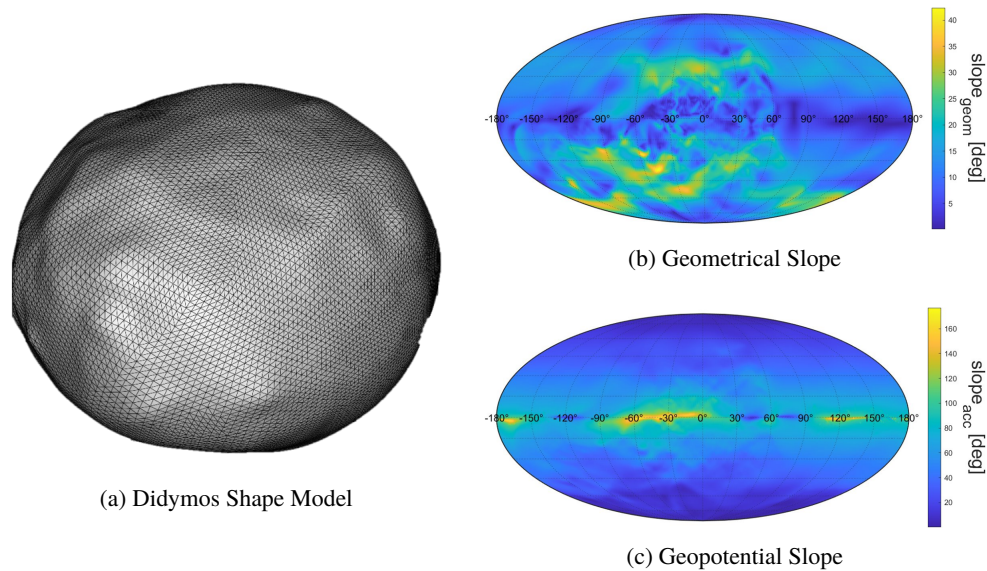 (a) Didymos Shape Model
-180° -150° -120° -90° -60° -30° 0° 30° 60° 90° 120° 150° 180°
40
35
30
25
20
15
10
5
slope_geom [deg]
(b) Geometrical Slope
-180° -150° -120° -90° -60° -30° 0° 30° 60° 90° 120° 150° 180°
160
140
120
100
80
60
40
20
slope_acc [deg]
(c) Geopotential Slope